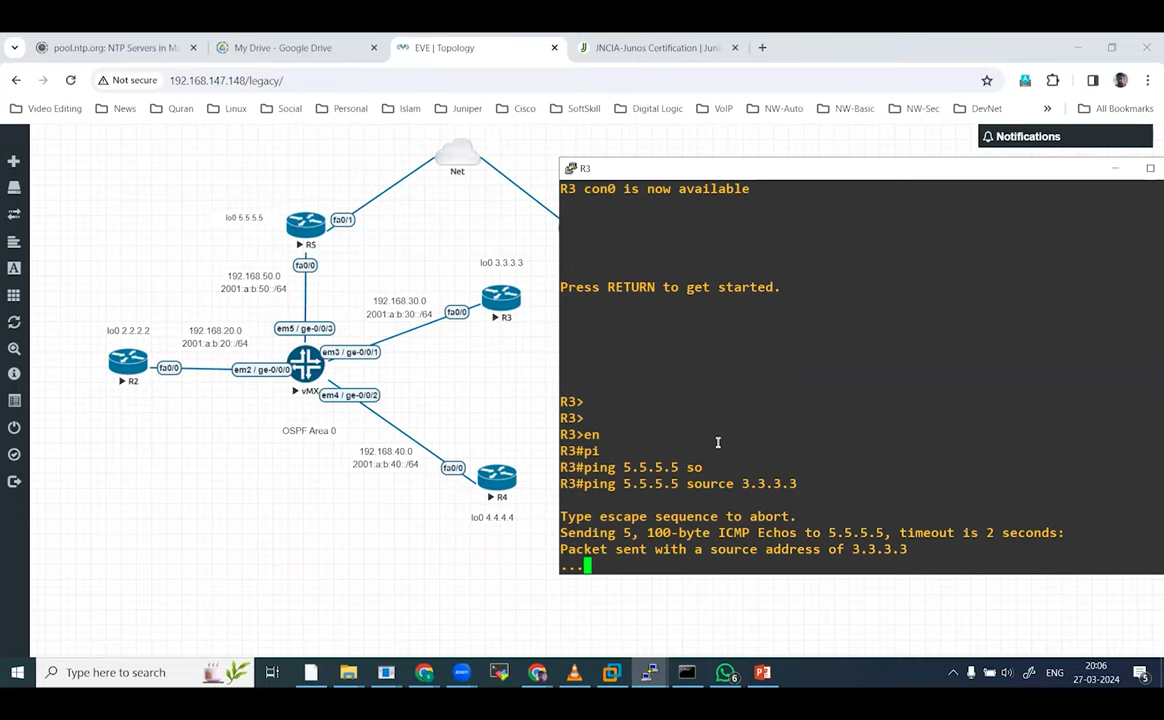 pool.ntp.org: NTP Servers in Ma
My Drive - Google Drive
EVE | Topology
JNCIA-Junos Certification | Juni
Not secure
192.168.147.148/legacy/
Video Editing
News
Quran
Linux
Social
Personal
Islam
Juniper
Cisco
SoftSkill
Digital Logic
VoIP
NW-Auto
NW-Basic
NW-Sec
DevNet
All Bookmarks
Notifications
Net
lo0 5.5.5.5
fa0/1
R5
fa0/0
192.168.50.0
2001:a:b:50::/64
lo0 3.3.3.3
192.168.30.0
2001:a:b:30::/64
fa0/0
R3
lo0 2.2.2.2
192.168.20.0
2001:a:b:20::/64
em5 / ge-0/0/3
em3 / ge-0/0/1
fa0/0
R2
em2 / ge-0/0/0
vMX
em4 / ge-0/0/2
OSPF Area 0
192.168.40.0
2001:a:b:40::/64
fa0/0
R4
lo0 4.4.4.4
R3
R3 con0 is now available
Press RETURN to get started.
R3>
R3>
R3>en
R3#pi
R3#ping 5.5.5.5 so
R3#ping 5.5.5.5 source 3.3.3.3
Type escape sequence to abort.
Sending 5, 100-byte ICMP Echos to 5.5.5.5, timeout is 2 seconds:
Packet sent with a source address of 3.3.3.3
...
Type here to search
6
ENG
20:06
27-03-2024
5